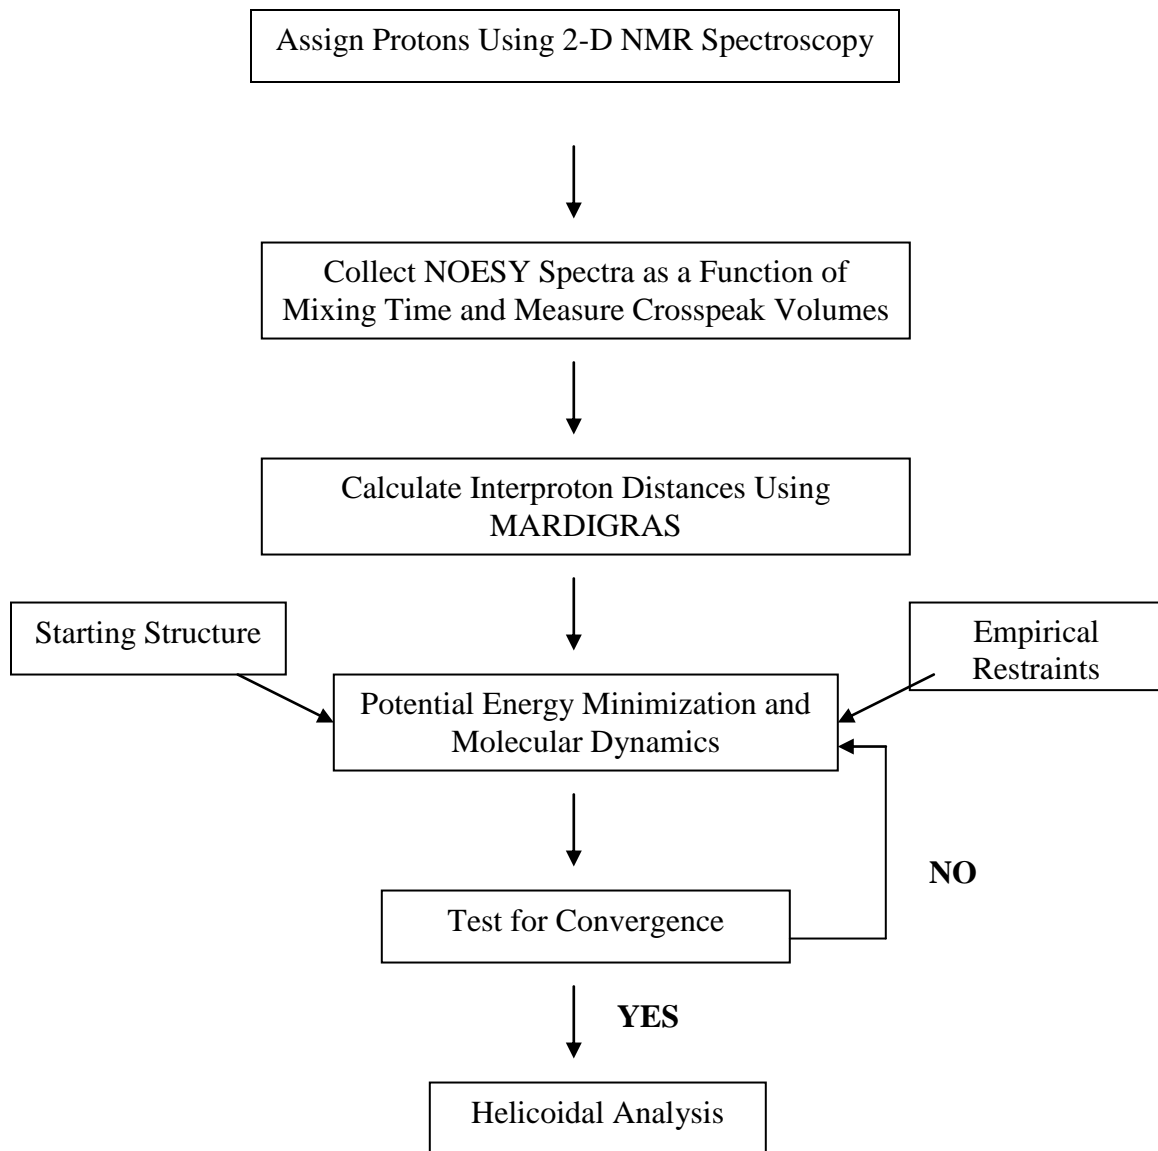 Assign Protons Using 2-D NMR Spectroscopy
Collect NOESY Spectra as a Function of
Mixing Time and Measure Crosspeak Volumes
Calculate Interproton Distances Using
MARDIGRAS
Starting Structure
Empirical
Restraints
Potential Energy Minimization and
Molecular Dynamics
NO
Test for Convergence
YES
Helicoidal Analysis